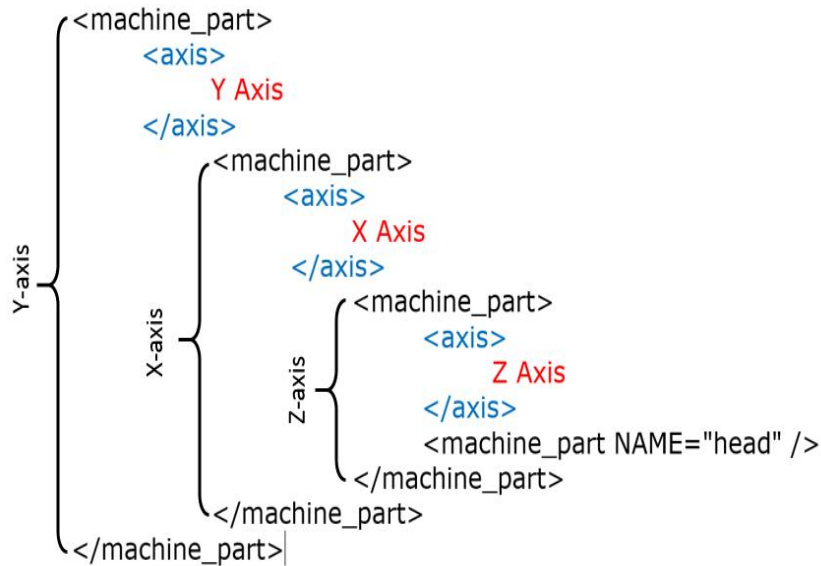 <machine_part>
<axis>
Y Axis
</axis>
<machine_part>
<axis>
X Axis
</axis>
<machine_part>
<axis>
Z Axis
</axis>
<machine_part NAME="head" />
</machine_part>
</machine_part>
</machine_part>
Y-axis
X-axis
Z-axis